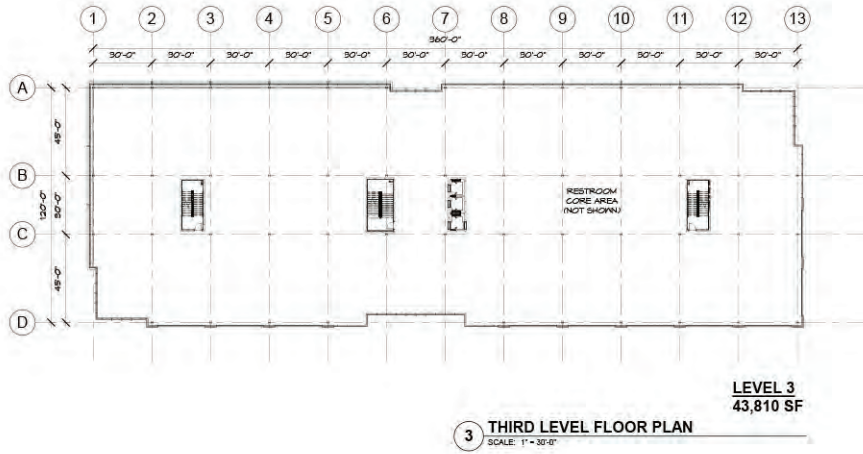 1 2 3 4 5 6 7 8 9 10 11 12 13
360'-0"
30'-0" 30'-0" 30'-0" 30'-0" 30'-0" 30'-0" 30'-0" 30'-0" 30'-0" 30'-0" 30'-0" 30'-0"
A
45'-0"
B
120'-0"
30'-0"
RESTROOM
CORE AREA
(NOT SHOWN)
C
45'-0"
D
LEVEL 3
43,810 SF
3 THIRD LEVEL FLOOR PLAN
SCALE: 1" = 30'-0"